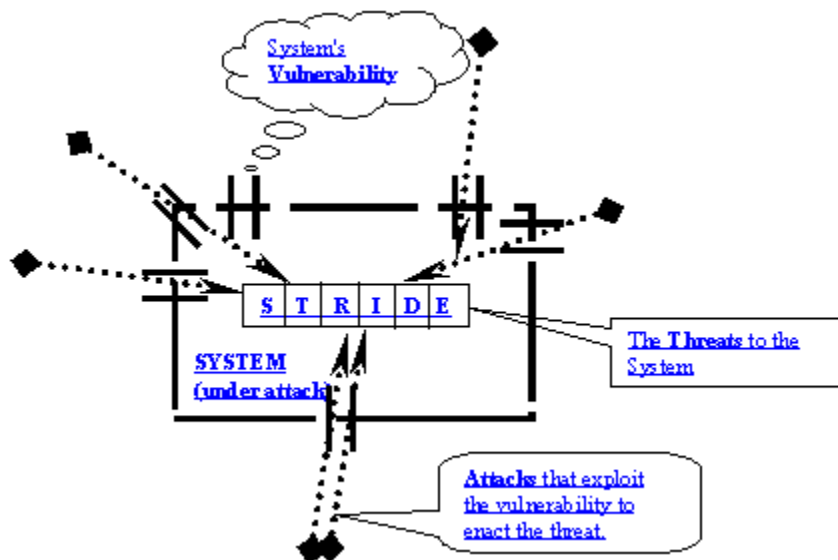 System's
Vulnerability
S T R I D E
The Threats to the
System
SYSTEM
(under attack)
Attacks that exploit
the vulnerability to
enact the threat.